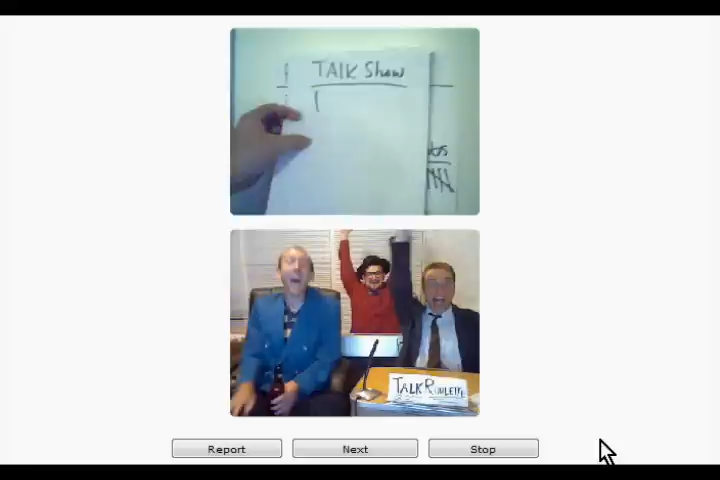 TALK Show
TALK ROULETTE
Report
Next
Stop